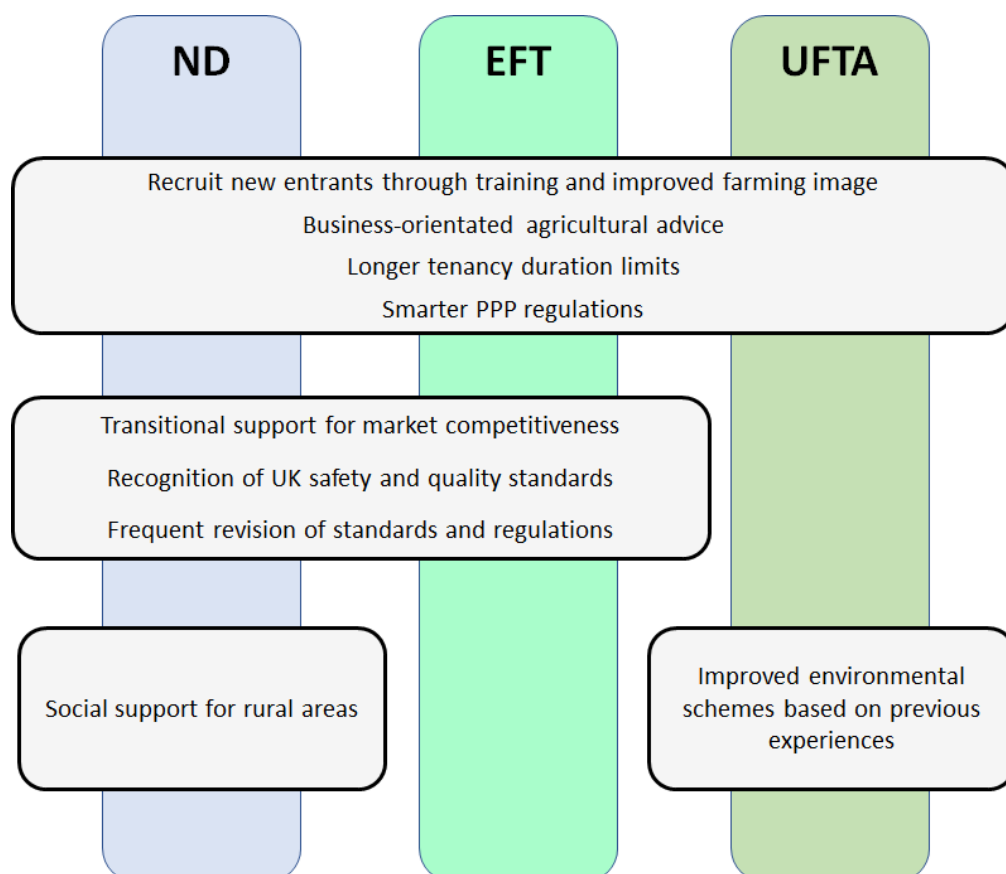 ND EFT UFTA
Recruit new entrants through training and improved farming image
Business-orientated agricultural advice
Longer tenancy duration limits
Smarter PPP regulations
Transitional support for market competitiveness
Recognition of UK safety and quality standards
Frequent revision of standards and regulations
Social support for rural areas
Improved environmental
schemes based on previous
experiences